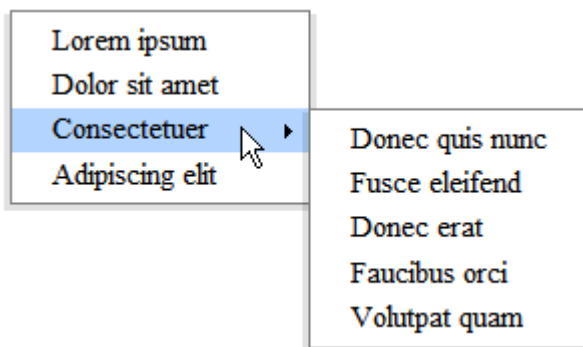 Lorem ipsum
Dolor sit amet
Consectetuer
Adipiscing elit
Donec quis nunc
Fusce eleifend
Donec erat
Faucibus orci
Volutpat quam